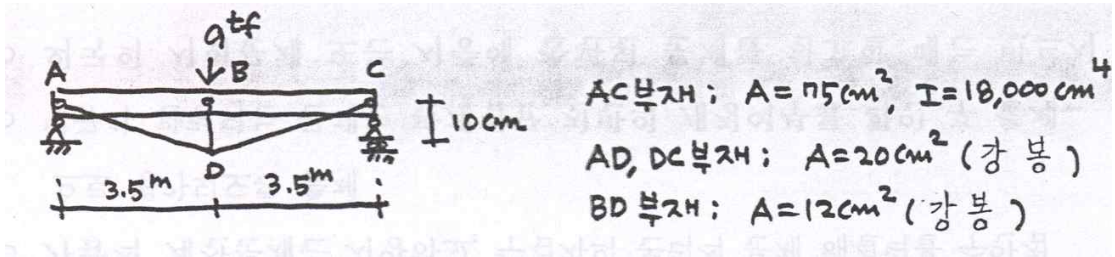 9tf
A B C
10cm
D
3.5m 3.5m
AC부재 : A=75cm², I=18,000cm⁴
AD, DC부재 ; A=20cm² (강봉)
BD부재 : A=12cm² (강봉)